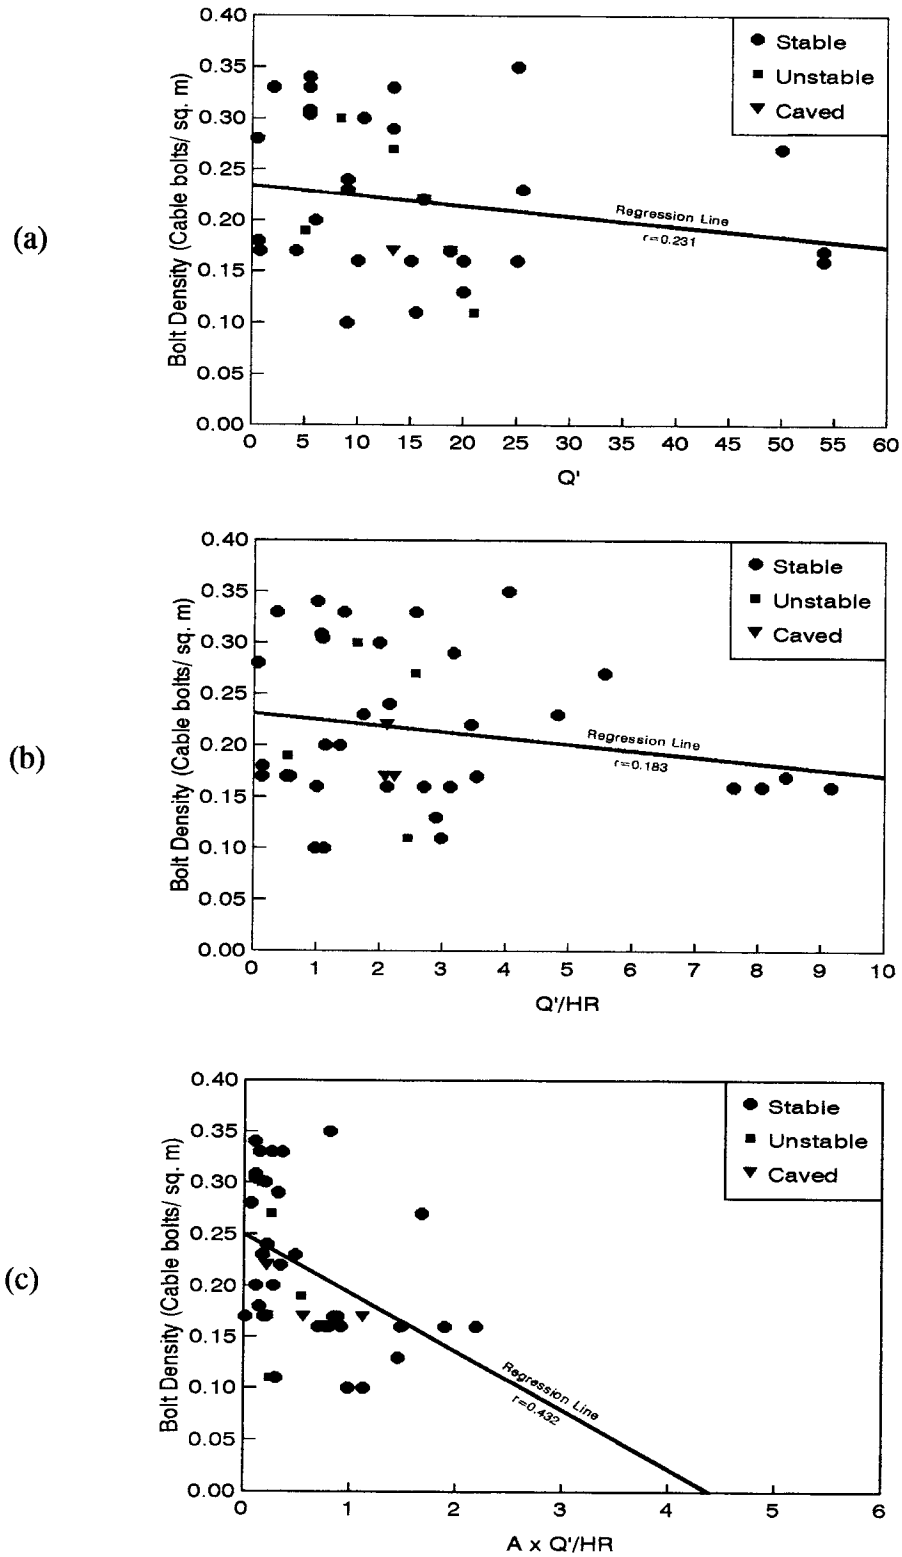 (a)
Bolt Density (Cable bolts/ sq. m)
0.40
0.35
0.30
0.25
0.20
0.15
0.10
0.05
0.00
Stable
Unstable
Caved
Regression Line
r=0.231
0 5 10 15 20 25 30 35 40 45 50 55 60
Q'
(b)
Bolt Density (Cable bolts/ sq. m)
0.40
0.35
0.30
0.25
0.20
0.15
0.10
0.05
0.00
Stable
Unstable
Caved
Regression Line
r=0.183
0 1 2 3 4 5 6 7 8 9 10
Q'/HR
(c)
Bolt Density (Cable bolts/ sq. m)
0.40
0.35
0.30
0.25
0.20
0.15
0.10
0.05
0.00
Stable
Unstable
Caved
Regression Line
r=0.432
0 1 2 3 4 5 6
A x Q'/HR